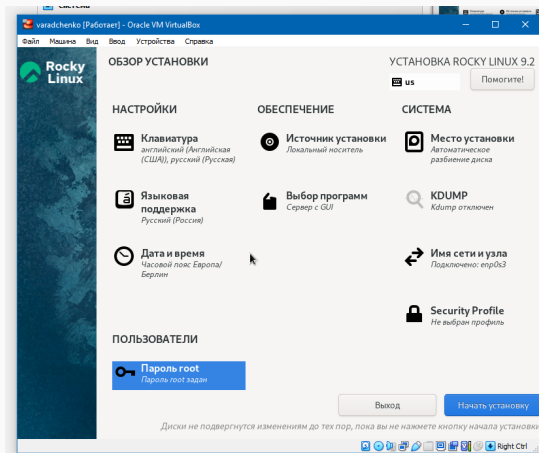 Система
varadchenko [Работает] - Oracle VM VirtualBox
Файл Машина Вид Ввод Устройства Справка
Rocky Linux
ОБЗОР УСТАНОВКИ
УСТАНОВКА ROCKY LINUX 9.2
us
Помогите!
НАСТРОЙКИ
Клавиатура
английский (Английская
(США)), русский (Русская)
Языковая
поддержка
Русский (Россия)
Дата и время
Часовой пояс Европа/
Берлин
ОБЕСПЕЧЕНИЕ
Источник установки
Локальный носитель
Выбор программ
Сервер с GUI
СИСТЕМА
Место установки
Автоматическое
разбиение диска
KDUMP
Kdump отключен
Имя сети и узла
Подключено: enp0s3
Security Profile
Не выбран профиль
ПОЛЬЗОВАТЕЛИ
Пароль root
Пароль root задан
Выход
Начать установку
Диски не подвергнутся изменениям до тех пор, пока вы не нажмете кнопку начала установки
Right Ctrl